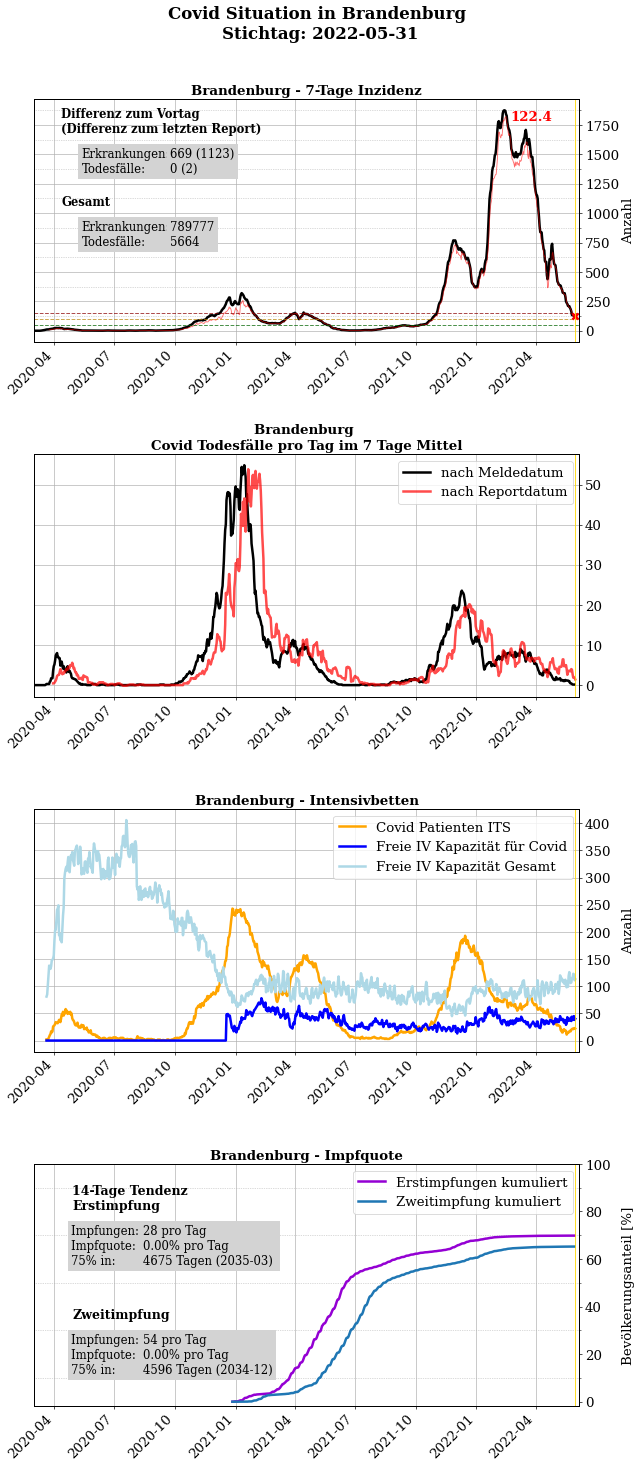 Covid Situation in Brandenburg
Stichtag: 2022-05-31
Brandenburg - 7-Tage Inzidenz
Differenz zum Vortag
(Differenz zum letzten Report)
Erkrankungen 669 (1123)
Todesfälle: 0 (2)
Gesamt
Erkrankungen 789777
Todesfälle: 5664
122.4
1750
1500
1250
1000
750
500
250
0
Anzahl
2020-04 2020-07 2020-10 2021-01 2021-04 2021-07 2021-10 2022-01 2022-04
Brandenburg
Covid Todesfälle pro Tag im 7 Tage Mittel
nach Meldedatum
nach Reportdatum
50
40
30
20
10
0
2020-04 2020-07 2020-10 2021-01 2021-04 2021-07 2021-10 2022-01 2022-04
Brandenburg - Intensivbetten
Covid Patienten ITS
Freie IV Kapazität für Covid
Freie IV Kapazität Gesamt
400
350
300
250
200
150
100
50
0
Anzahl
2020-04 2020-07 2020-10 2021-01 2021-04 2021-07 2021-10 2022-01 2022-04
Brandenburg - Impfquote
14-Tage Tendenz
Erstimpfung
Impfungen: 28 pro Tag
Impfquote: 0.00% pro Tag
75% in: 4675 Tagen (2035-03)
Zweitimpfung
Impfungen: 54 pro Tag
Impfquote: 0.00% pro Tag
75% in: 4596 Tagen (2034-12)
Erstimpfungen kumuliert
Zweitimpfung kumuliert
100
80
60
40
20
0
Bevölkerungsanteil [%]
2020-04 2020-07 2020-10 2021-01 2021-04 2021-07 2021-10 2022-01 2022-04